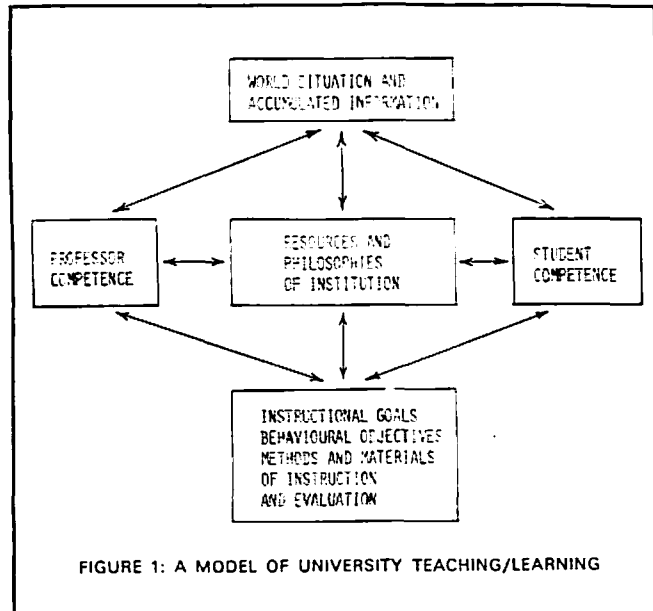 WORLD SITUATION AND
ACCUMULATED INFORMATION
PROFESSOR
COMPETENCE
RESOURCES AND
PHILOSOPHIES
OF INSTITUTION
STUDENT
COMPETENCE
INSTRUCTIONAL GOALS
BEHAVIOURAL OBJECTIVES
METHODS AND MATERIALS
OF INSTRUCTION
AND EVALUATION
FIGURE 1: A MODEL OF UNIVERSITY TEACHING/LEARNING